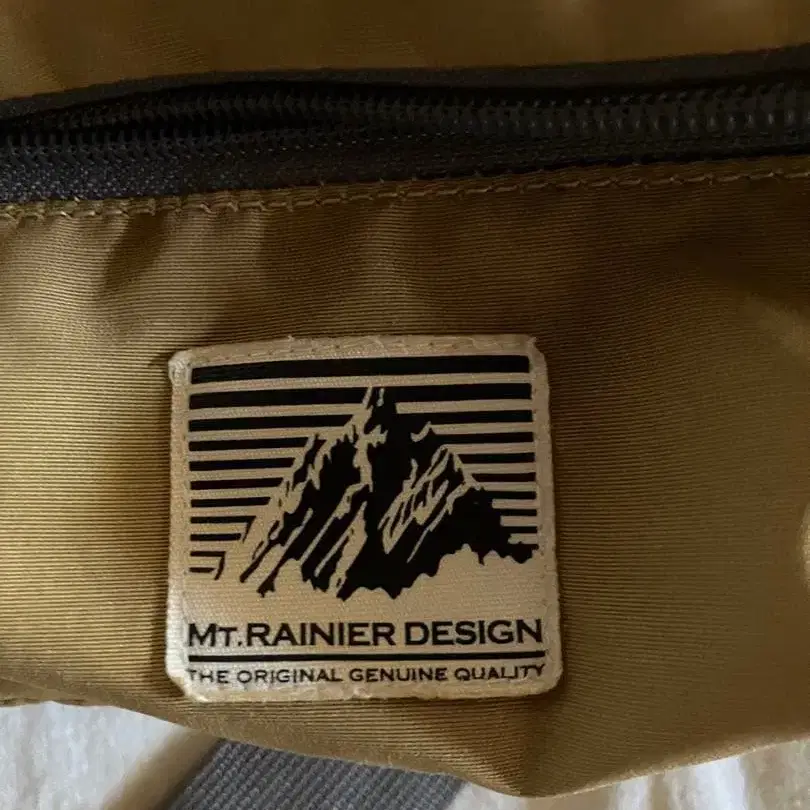 MT.RAINIER DESIGN
THE ORIGINAL GENUINE QUALITY